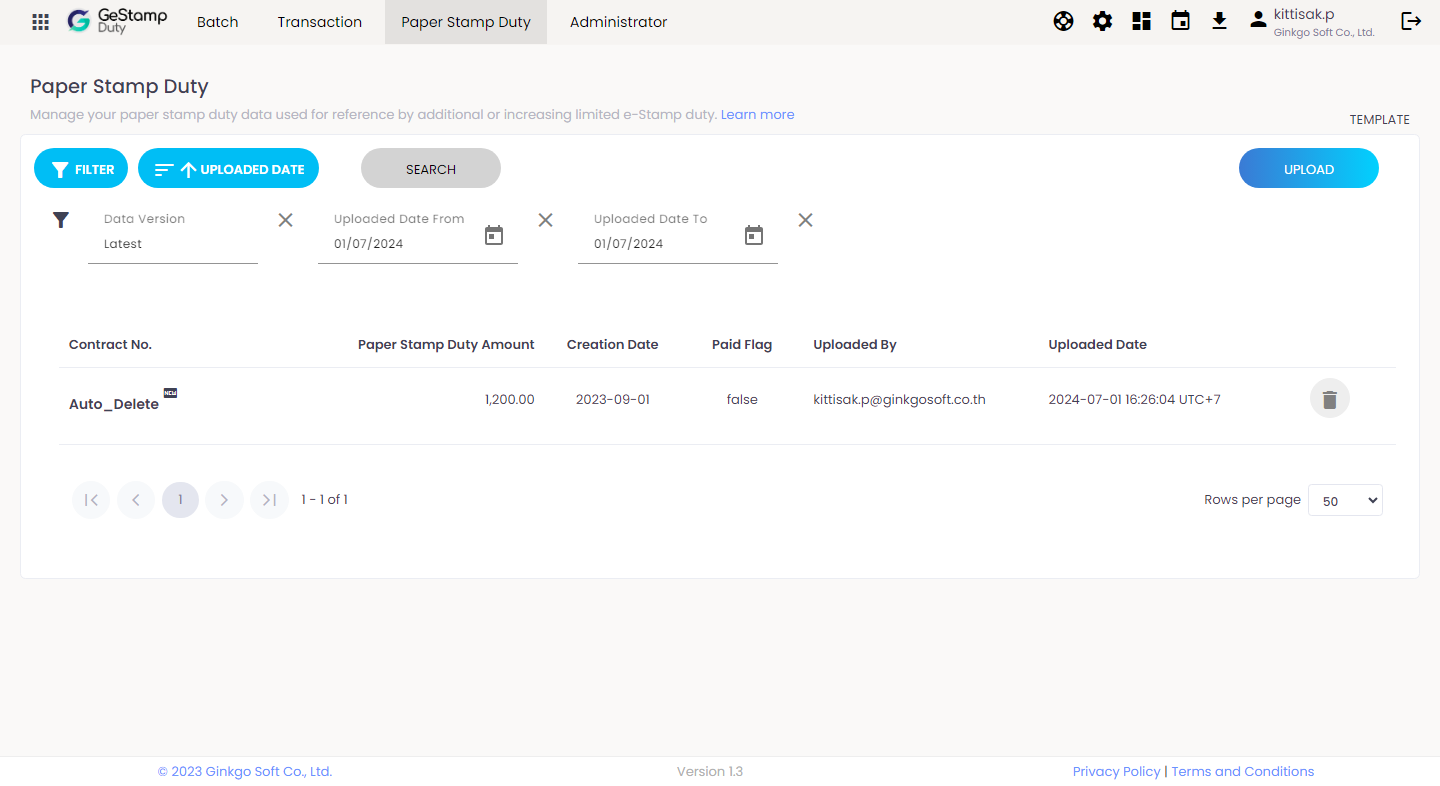 GeStamp
Duty
Batch
Transaction
Paper Stamp Duty
Administrator
kittisak.p
Ginkgo Soft Co., Ltd.
Paper Stamp Duty
Manage your paper stamp duty data used for reference by additional or increasing limited e-Stamp duty. Learn more
TEMPLATE
FILTER
UPLOADED DATE
SEARCH
UPLOAD
Data Version
Latest
Uploaded Date From
01/07/2024
Uploaded Date To
01/07/2024
Contract No. Paper Stamp Duty Amount Creation Date Paid Flag Uploaded By Uploaded Date
Auto_Delete NEW 1,200.00 2023-09-01 false kittisak.p@ginkgosoft.co.th 2024-07-01 16:26:04 UTC+7
1 1 - 1 of 1
Rows per page 50
© 2023 Ginkgo Soft Co., Ltd.
Version 1.3
Privacy Policy | Terms and Conditions